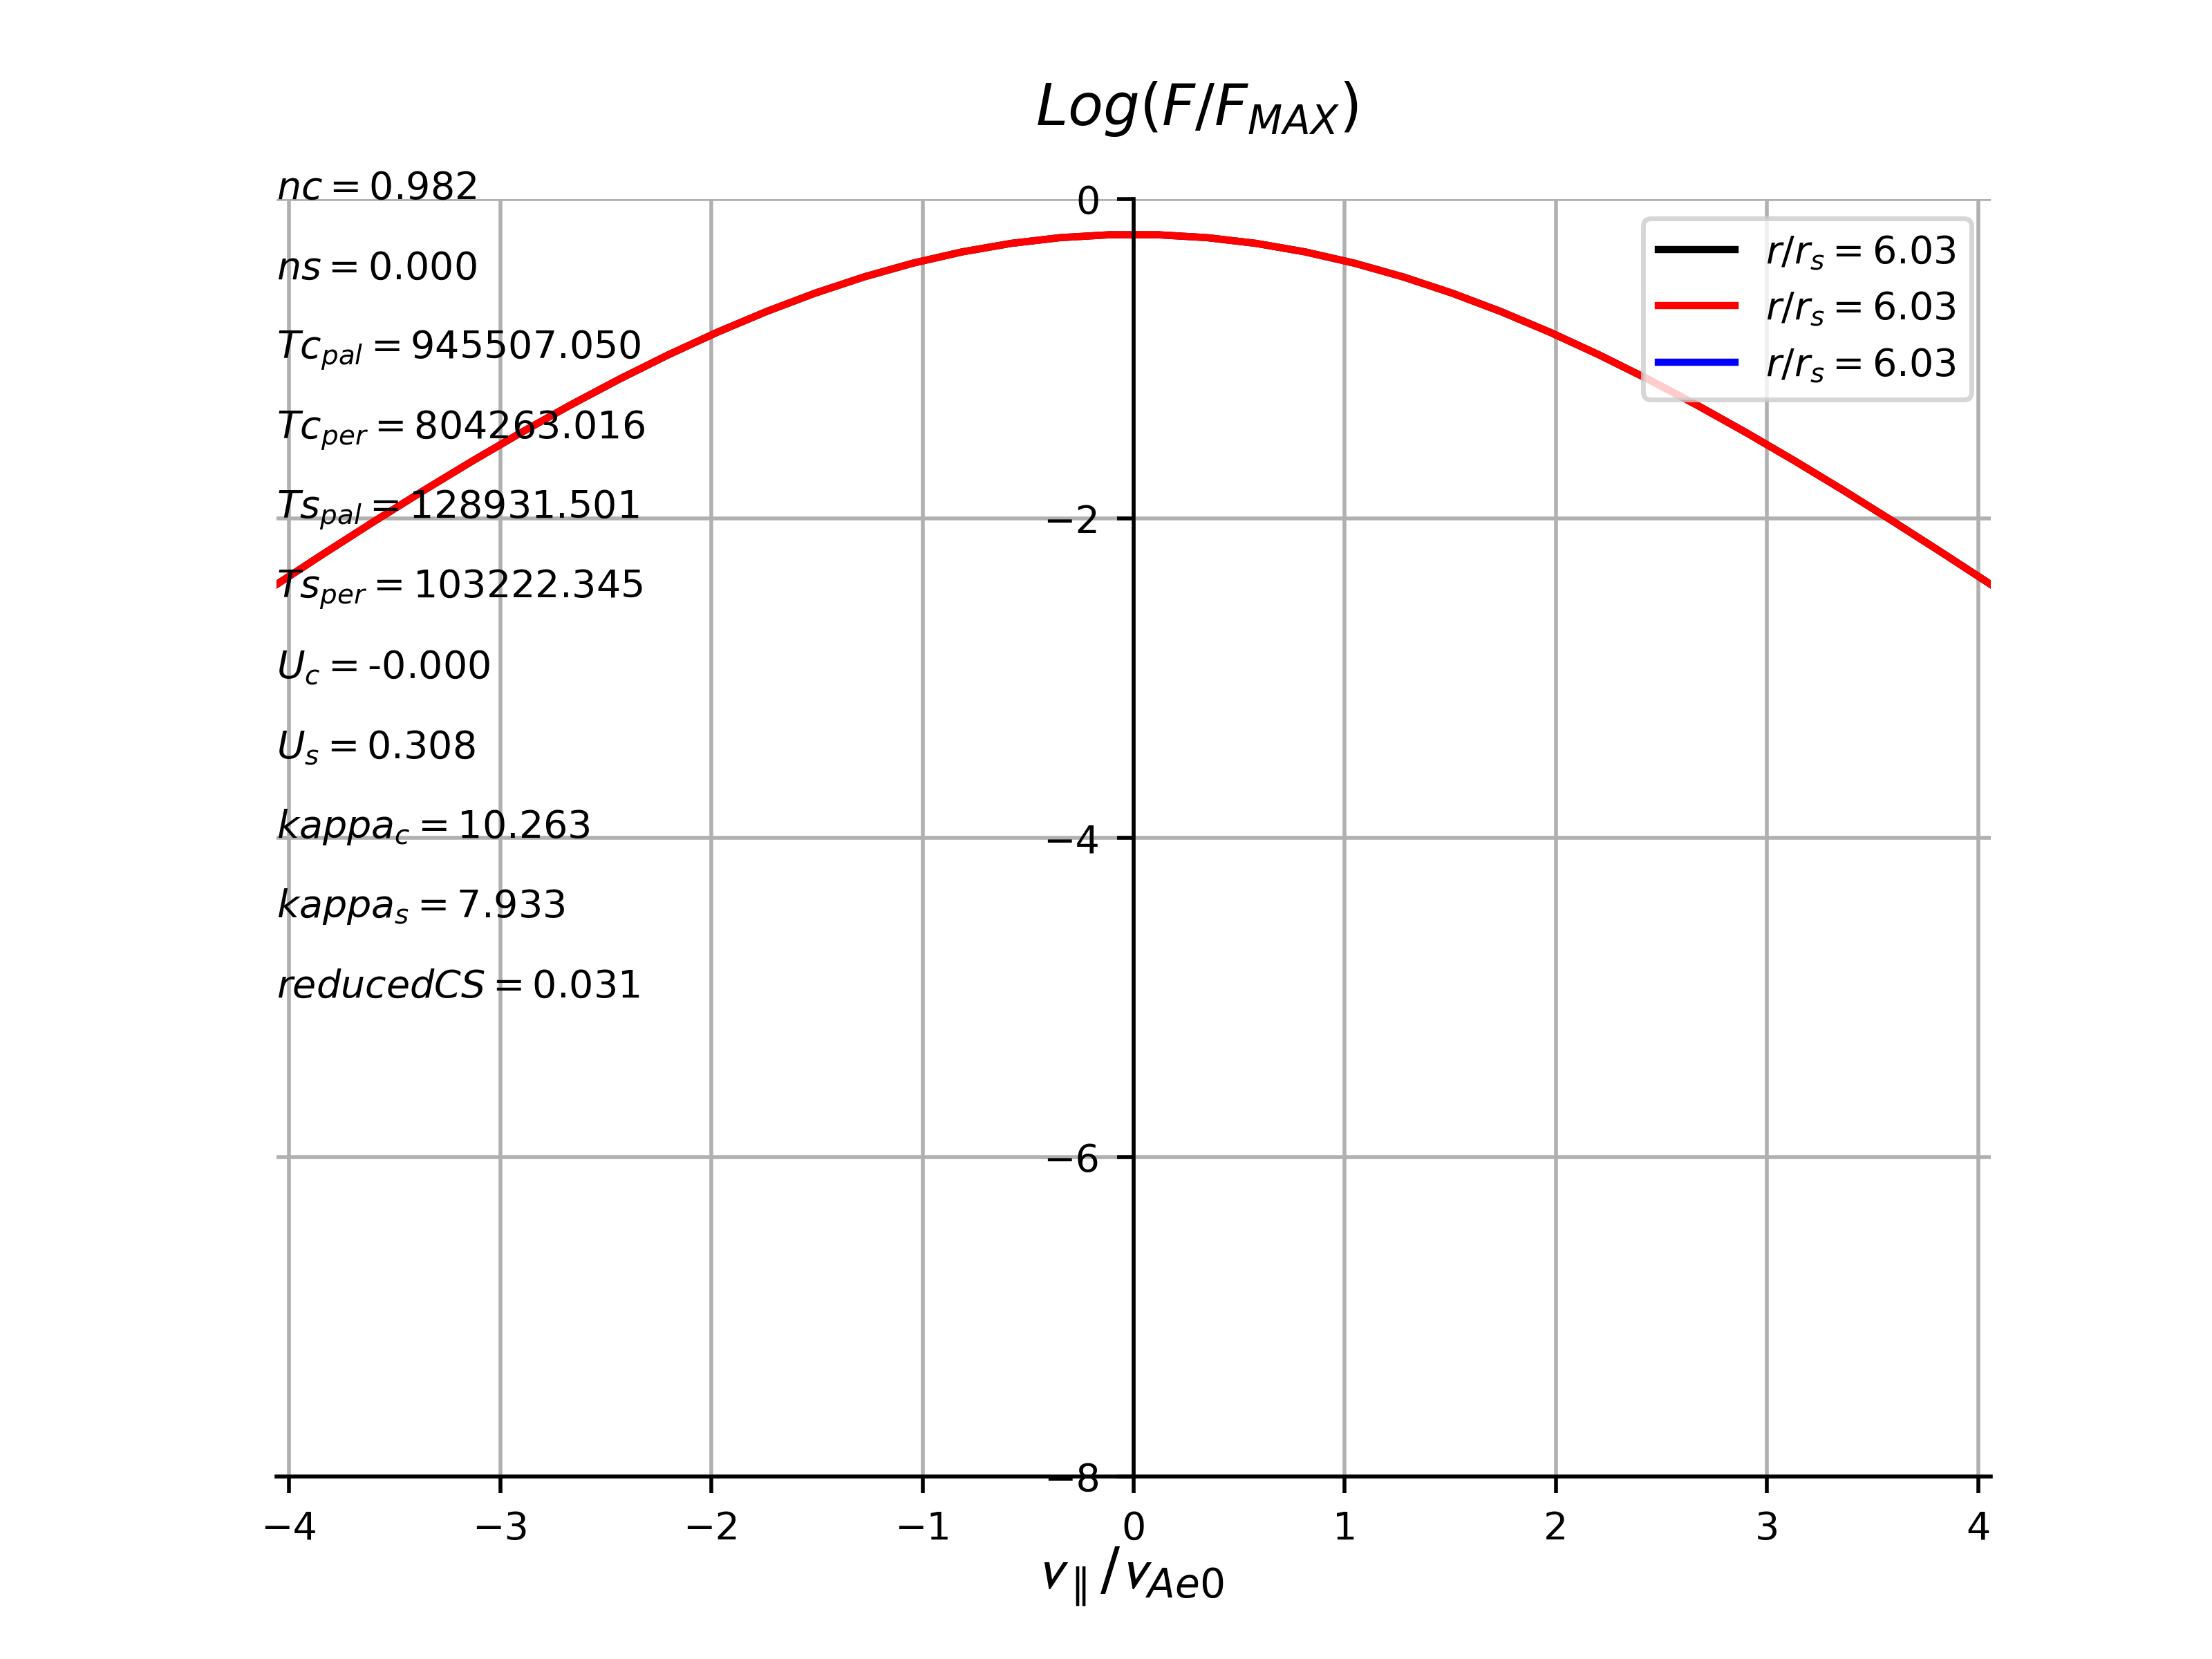 Log(F/F_MAX)
nc = 0.982
ns = 0.000
Tc_pal = 945507.050
Tc_per = 804263.016
Ts_pal = 128931.501
Ts_per = 103222.345
U_c = -0.000
U_s = 0.308
kappa_c = 10.263
kappa_s = 7.933
reducedCS = 0.031
0
−2
−4
−6
−8
r/r_s = 6.03
r/r_s = 6.03
r/r_s = 6.03
−4 −3 −2 −1 0 1 2 3 4
v_∥/v_Ae0